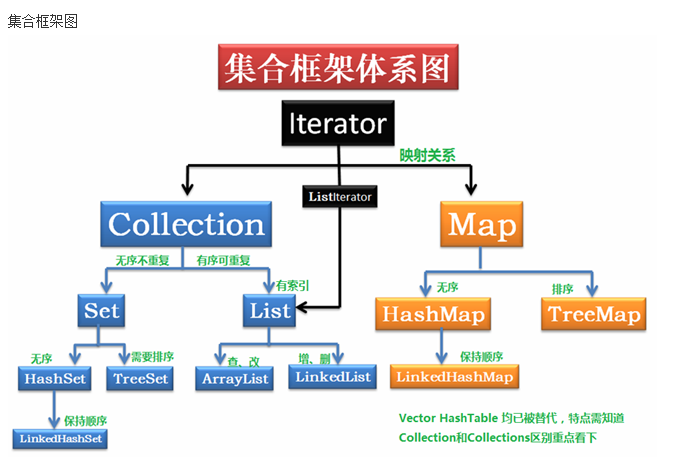 集合框架图
集合框架体系图
Iterator
映射关系
ListIterator
Collection
Map
无序不重复
有序可重复
有索引
无序
排序
Set
List
HashMap
TreeMap
无序
需要排序
查、改
增、删
保持顺序
HashSet
TreeSet
ArrayList
LinkedList
LinkedHashMap
保持顺序
LinkedHashSet
Vector HashTable 均已被替代，特点需知道
Collection和Collections区别重点看下